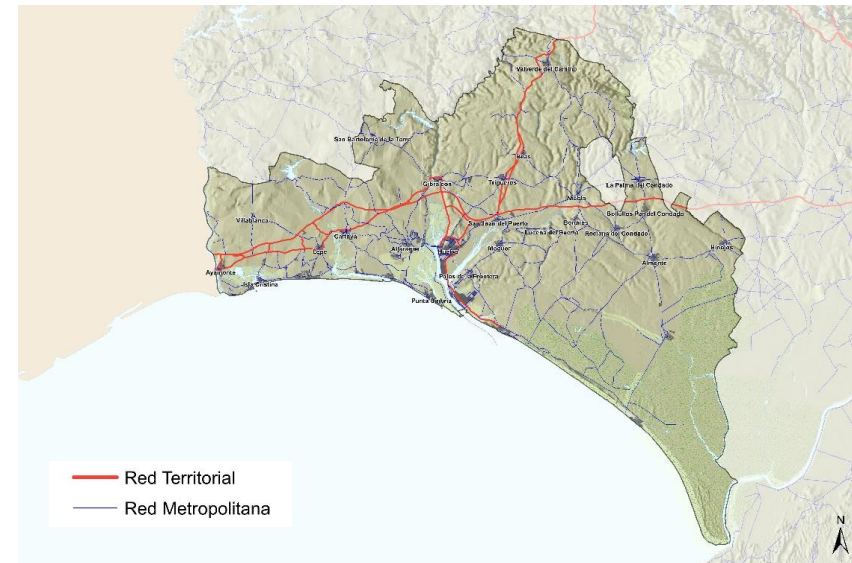 Valverde del Camino
San Bartolomé de la Torre
Trigueros
Gibraleón
La Palma del Condado
Niebla
Villablanca
San Juan del Puerto
Bonares
Bollullos Par del Condado
Lucena del Puerto
Rociana del Condado
Cartaya
Lepe
Aljaraque
Huelva
Moguer
Hinojos
Almonte
Ayamonte
Isla Cristina
Palos de la Frontera
Punta Umbría
Red Territorial
Red Metropolitana
N